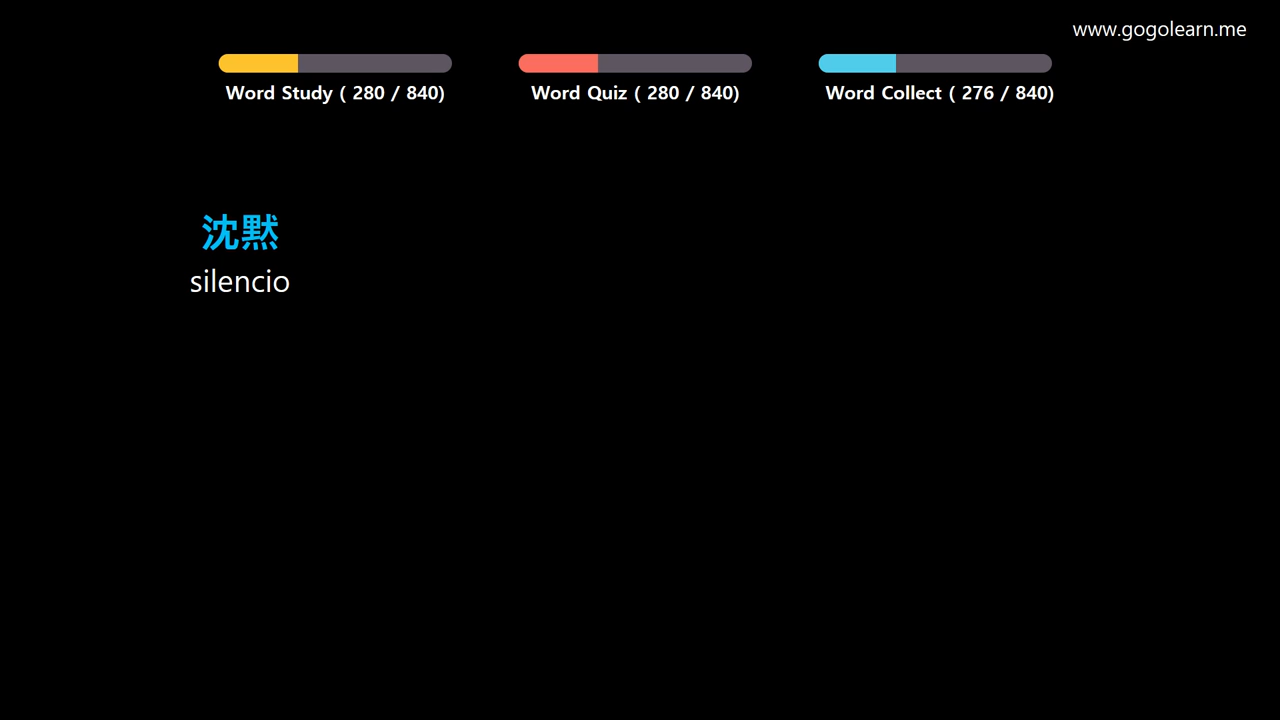 www.gogolearn.me
Word Study ( 280 / 840)
Word Quiz ( 280 / 840)
Word Collect ( 276 / 840)
沈黙
silencio